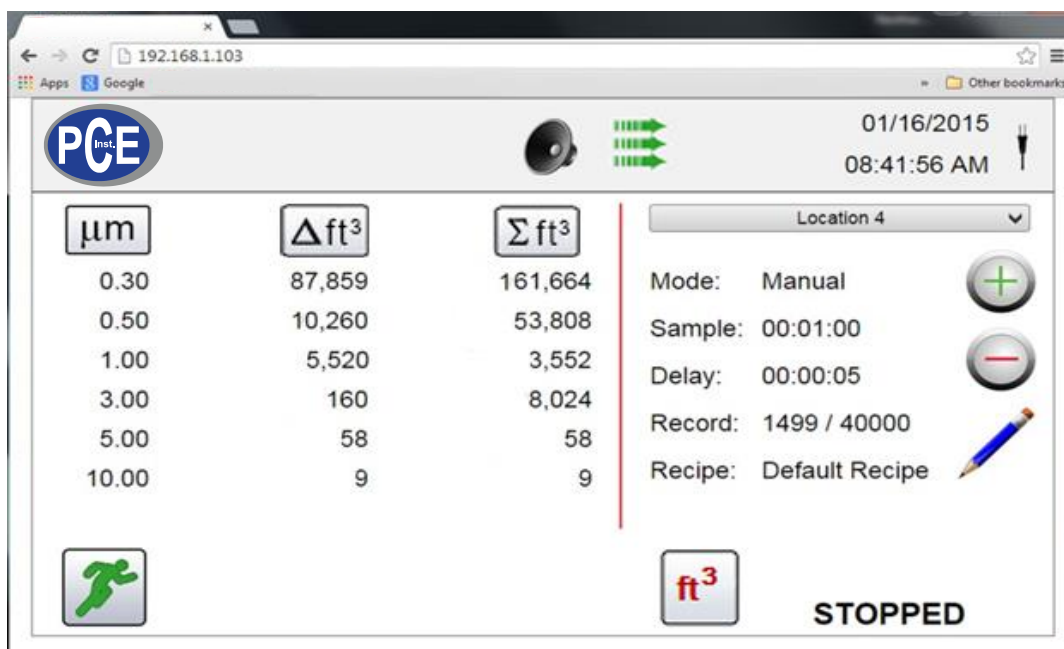 192.168.1.103
Apps Google Other bookmarks
PCE
Inst.
01/16/2015
08:41:56 AM
μm Δft³ Σft³
0.30 87,859 161,664
0.50 10,260 53,808
1.00 5,520 3,552
3.00 160 8,024
5.00 58 58
10.00 9 9
Location 4
Mode: Manual
Sample: 00:01:00
Delay: 00:00:05
Record: 1499 / 40000
Recipe: Default Recipe
ft³
STOPPED